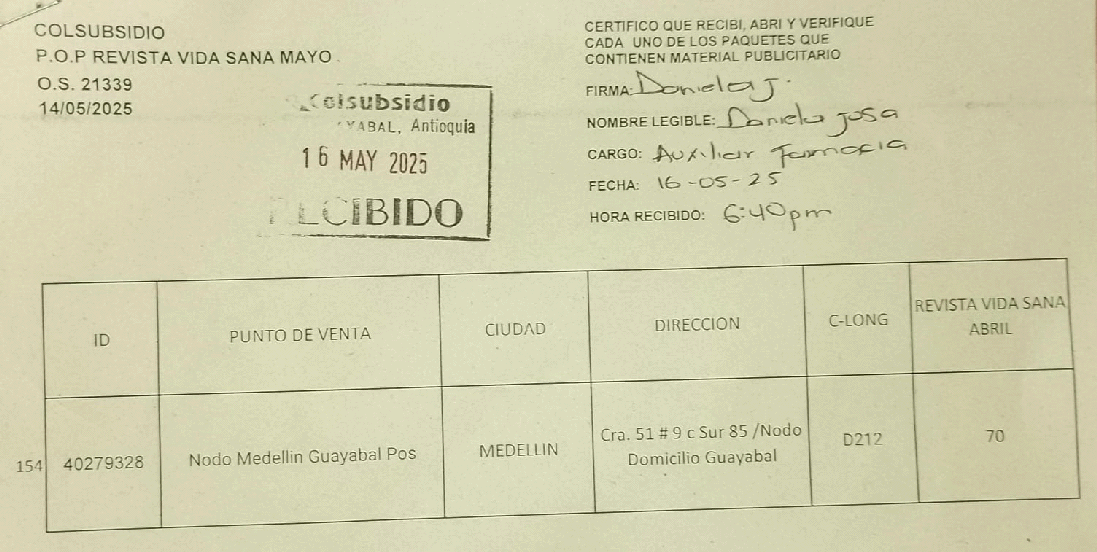 COLSUBSIDIO
P.O.P REVISTA VIDA SANA MAYO
O.S. 21339
14/05/2025
Colsubsidio
YABAL, Antioquia
16 MAY 2025
RECIBIDO
CERTIFICO QUE RECIBI, ABRI Y VERIFIQUE
CADA UNO DE LOS PAQUETES QUE
CONTIENEN MATERIAL PUBLICITARIO
FIRMA: Daniela J.
NOMBRE LEGIBLE: Daniela Josa
CARGO: Auxiliar Farmacia
FECHA: 16-05-25
HORA RECIBIDO: 6:40pm
ID
PUNTO DE VENTA
CIUDAD
DIRECCION
C-LONG
REVISTA VIDA SANA
ABRIL
154
40279328
Nodo Medellin Guayabal Pos
MEDELLIN
Cra. 51 # 9 c Sur 85 /Nodo
Domicilio Guayabal
D212
70